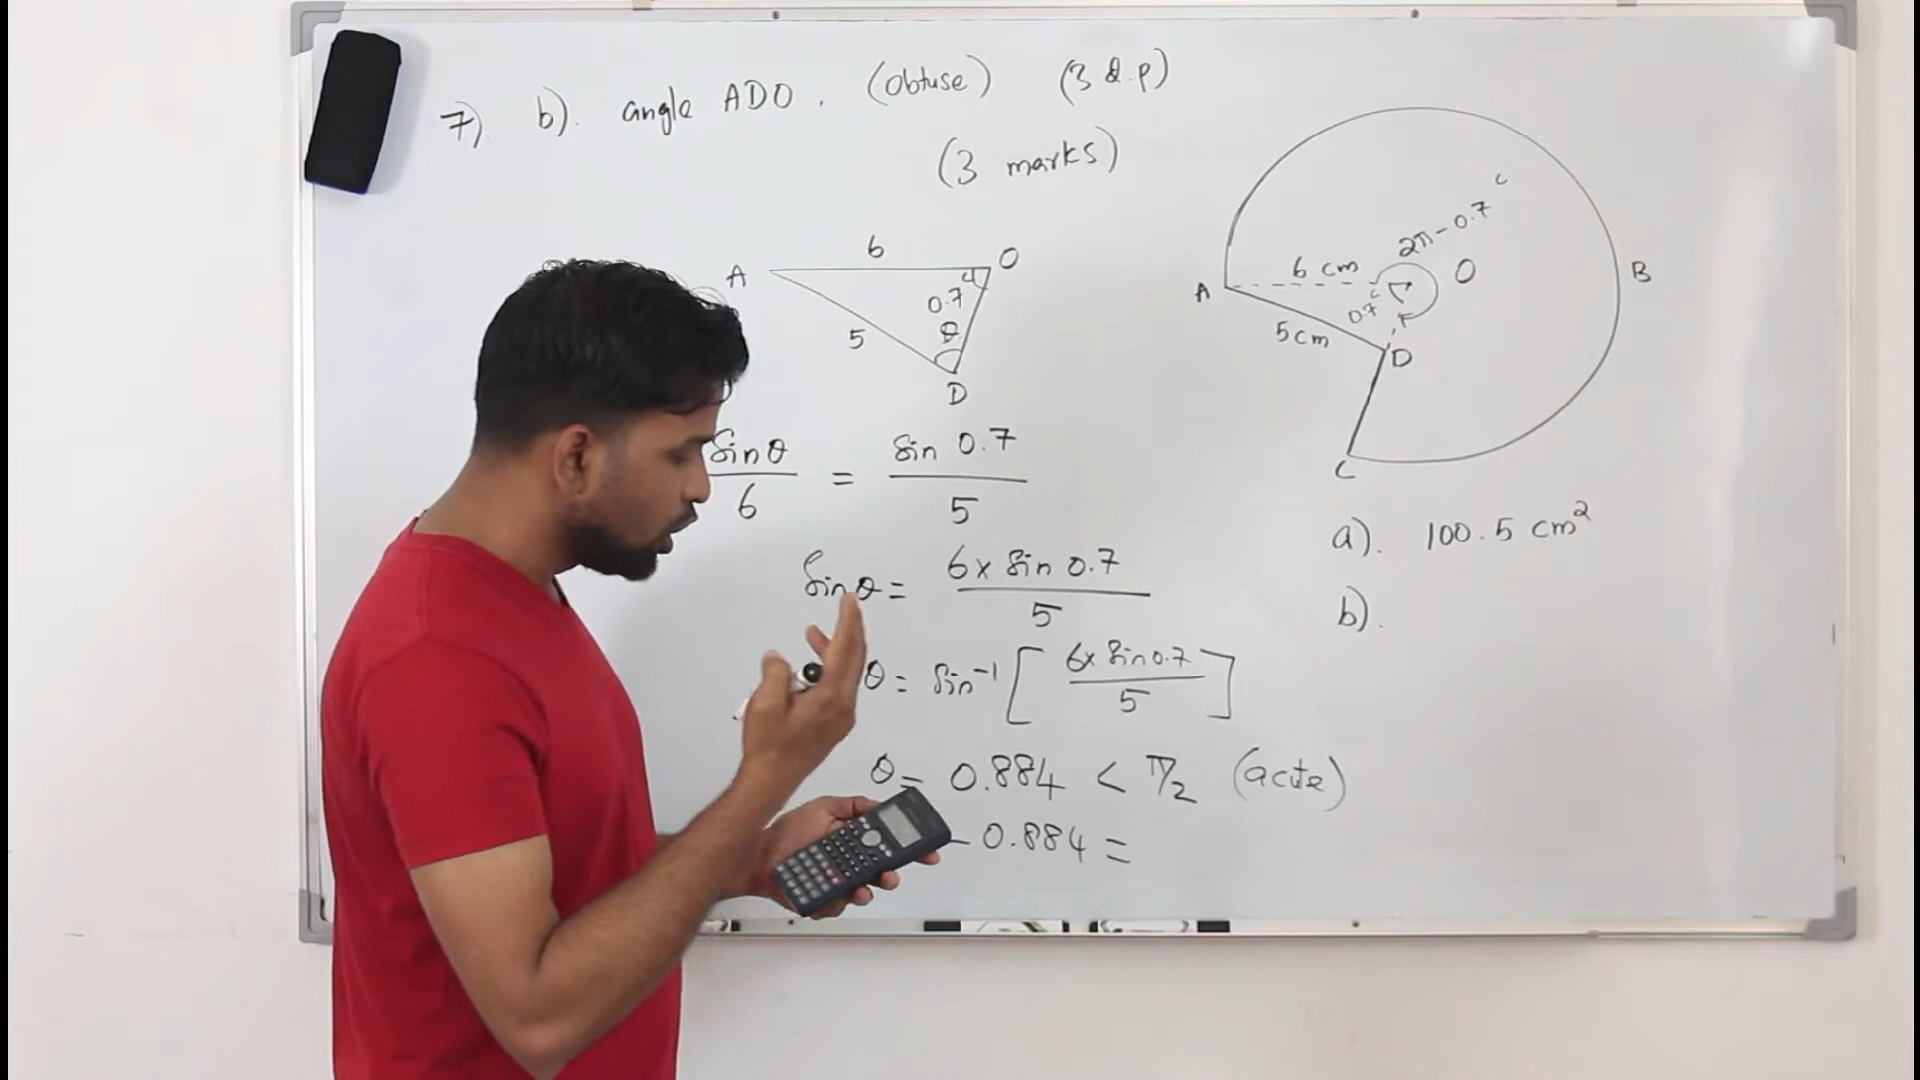 7). b). angle ADO. (Obtuse) (3 d.p)
(3 marks)
A 6 O
0.7
5 θ
D
sinθ/6 = sin 0.7/5
sinθ = 6x sin 0.7/5
θ = sin⁻¹ [6x sin 0.7/5]
θ = 0.884 < π/2 (acute)
- 0.884 =
2π - 0.7 c
A 6 cm O B
0.7 c
5cm D
C
a). 100.5 cm²
b).